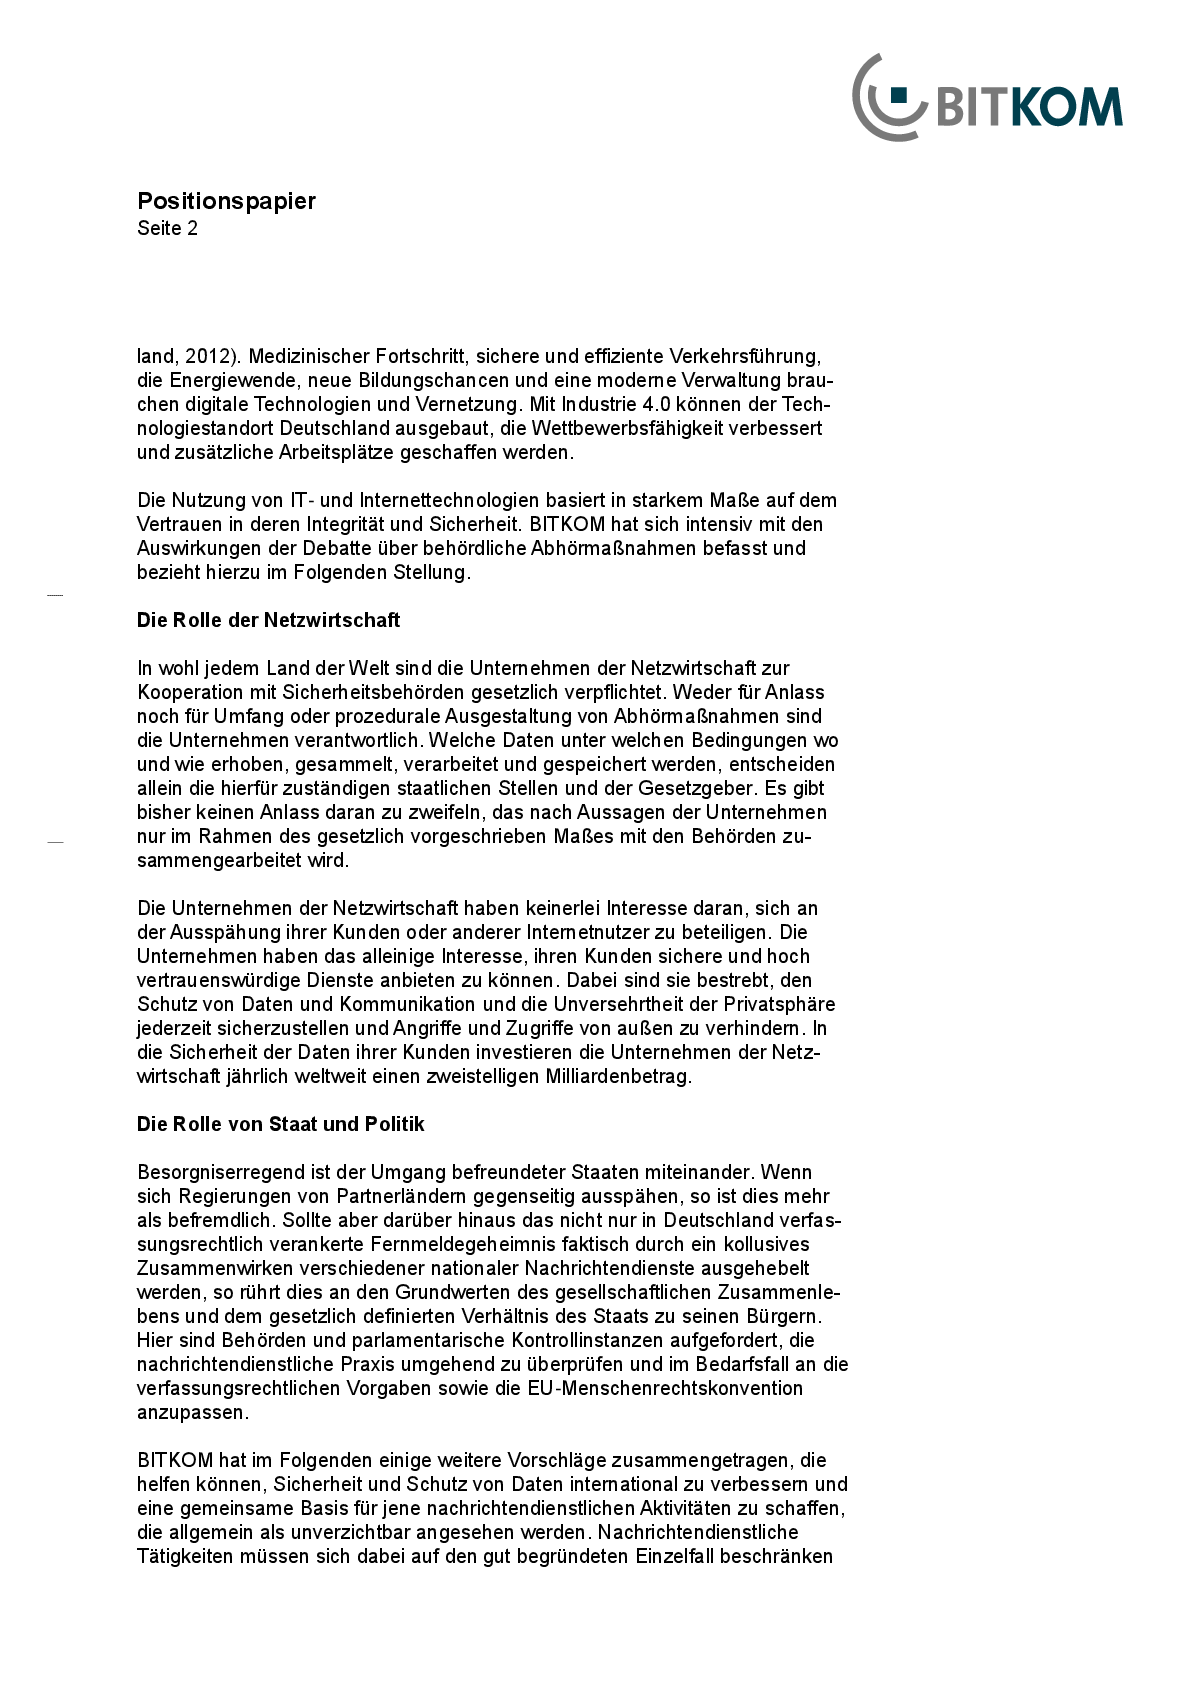 BITKOM
Positionspapier
Seite 2
land, 2012). Medizinischer Fortschritt, sichere und effiziente Verkehrsführung,
die Energiewende, neue Bildungschancen und eine moderne Verwaltung brau-
chen digitale Technologien und Vernetzung. Mit Industrie 4.0 können der Tech-
nologiestandort Deutschland ausgebaut, die Wettbewerbsfähigkeit verbessert
und zusätzliche Arbeitsplätze geschaffen werden.
Die Nutzung von IT- und Internettechnologien basiert in starkem Maße auf dem
Vertrauen in deren Integrität und Sicherheit. BITKOM hat sich intensiv mit den
Auswirkungen der Debatte über behördliche Abhörmaßnahmen befasst und
bezieht hierzu im Folgenden Stellung.
Die Rolle der Netzwirtschaft
In wohl jedem Land der Welt sind die Unternehmen der Netzwirtschaft zur
Kooperation mit Sicherheitsbehörden gesetzlich verpflichtet. Weder für Anlass
noch für Umfang oder prozedurale Ausgestaltung von Abhörmaßnahmen sind
die Unternehmen verantwortlich. Welche Daten unter welchen Bedingungen wo
und wie erhoben, gesammelt, verarbeitet und gespeichert werden, entscheiden
allein die hierfür zuständigen staatlichen Stellen und der Gesetzgeber. Es gibt
bisher keinen Anlass daran zu zweifeln, das nach Aussagen der Unternehmen
nur im Rahmen des gesetzlich vorgeschrieben Maßes mit den Behörden zu-
sammengearbeitet wird.
Die Unternehmen der Netzwirtschaft haben keinerlei Interesse daran, sich an
der Ausspähung ihrer Kunden oder anderer Internetnutzer zu beteiligen. Die
Unternehmen haben das alleinige Interesse, ihren Kunden sichere und hoch
vertrauenswürdige Dienste anbieten zu können. Dabei sind sie bestrebt, den
Schutz von Daten und Kommunikation und die Unversehrtheit der Privatsphäre
jederzeit sicherzustellen und Angriffe und Zugriffe von außen zu verhindern. In
die Sicherheit der Daten ihrer Kunden investieren die Unternehmen der Netz-
wirtschaft jährlich weltweit einen zweistelligen Milliardenbetrag.
Die Rolle von Staat und Politik
Besorgniserregend ist der Umgang befreundeter Staaten miteinander. Wenn
sich Regierungen von Partnerländern gegenseitig ausspähen, so ist dies mehr
als befremdlich. Sollte aber darüber hinaus das nicht nur in Deutschland verfas-
sungsrechtlich verankerte Fernmeldegeheimnis faktisch durch ein kollusives
Zusammenwirken verschiedener nationaler Nachrichtendienste ausgehebelt
werden, so rührt dies an den Grundwerten des gesellschaftlichen Zusammenle-
bens und dem gesetzlich definierten Verhältnis des Staats zu seinen Bürgern.
Hier sind Behörden und parlamentarische Kontrollinstanzen aufgefordert, die
nachrichtendienstliche Praxis umgehend zu überprüfen und im Bedarfsfall an die
verfassungsrechtlichen Vorgaben sowie die EU-Menschenrechtskonvention
anzupassen.
BITKOM hat im Folgenden einige weitere Vorschläge zusammengetragen, die
helfen können, Sicherheit und Schutz von Daten international zu verbessern und
eine gemeinsame Basis für jene nachrichtendienstlichen Aktivitäten zu schaffen,
die allgemein als unverzichtbar angesehen werden. Nachrichtendienstliche
Tätigkeiten müssen sich dabei auf den gut begründeten Einzelfall beschränken